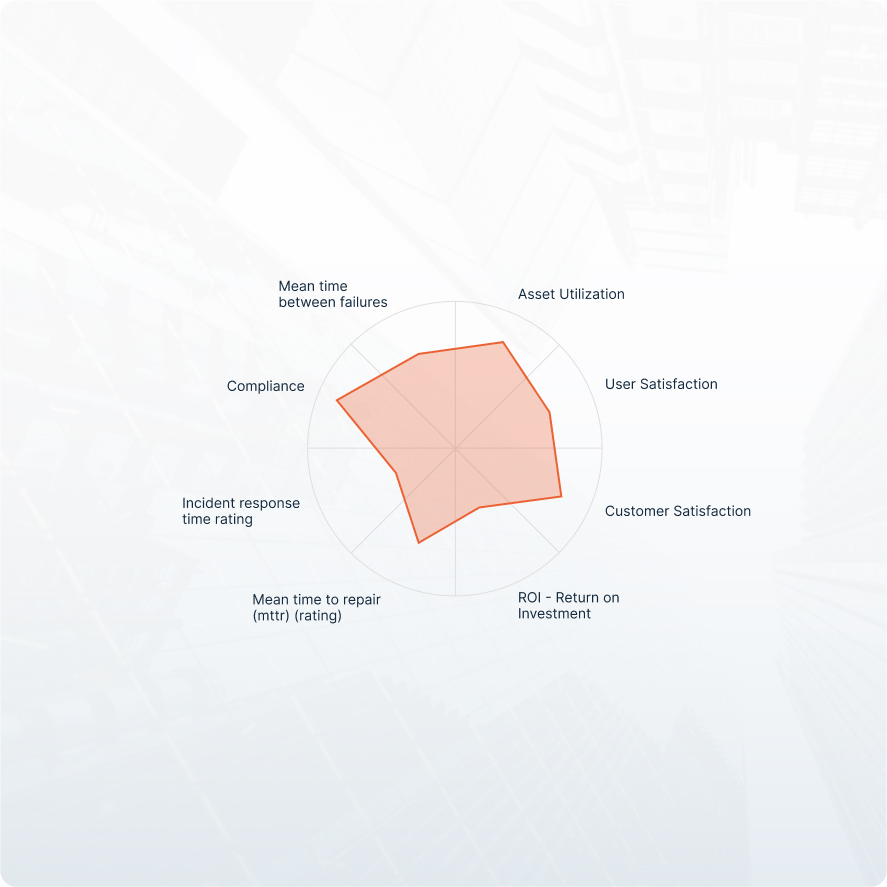 Mean time
between failures
Asset Utilization
Compliance
User Satisfaction
Incident response
time rating
Customer Satisfaction
Mean time to repair
(mttr) (rating)
ROI - Return on
Investment